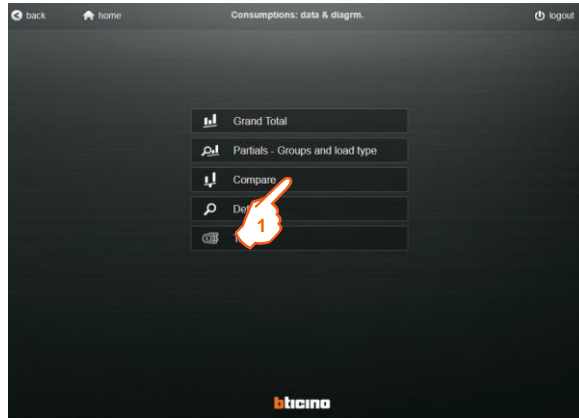 back home Consumptions: data & diagrm. logout
Grand Total
Partials - Groups and load type
Compare
1
bticino